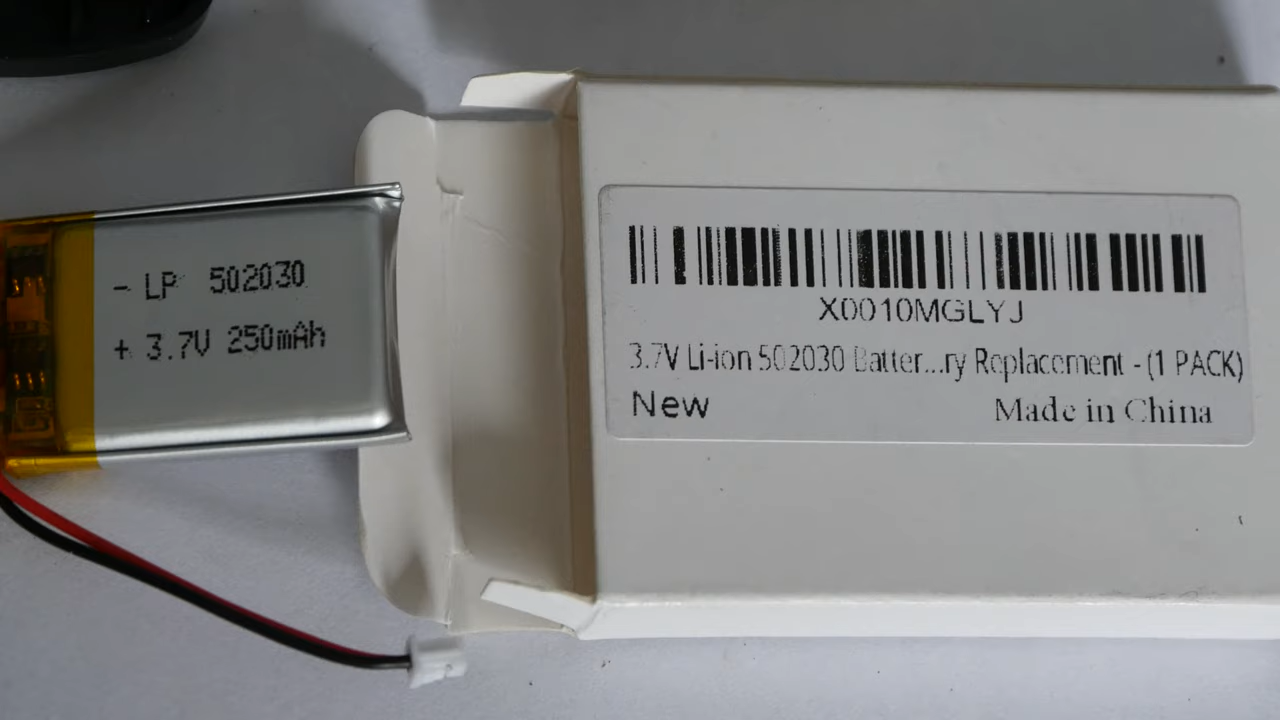 - LP 502030
+ 3.7V 250mAh
X0010MGLYJ
3.7V Li-ion 502030 Batter...ry Replacement - (1 PACK)
New Made in China